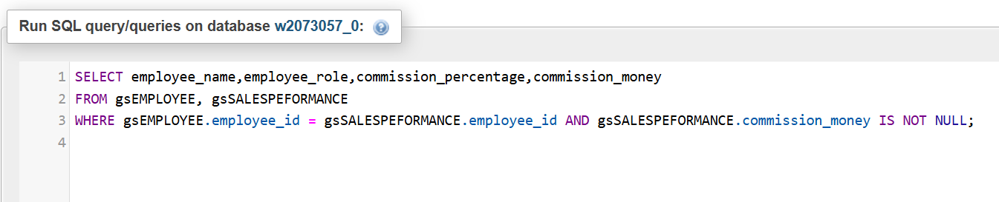 Run SQL query/queries on database w2073057_0:
1 SELECT employee_name,employee_role,commission_percentage,commission_money
2 FROM gsEMPLOYEE, gsSALESPEFORMANCE
3 WHERE gsEMPLOYEE.employee_id = gsSALESPEFORMANCE.employee_id AND gsSALESPEFORMANCE.commission_money IS NOT NULL;
4